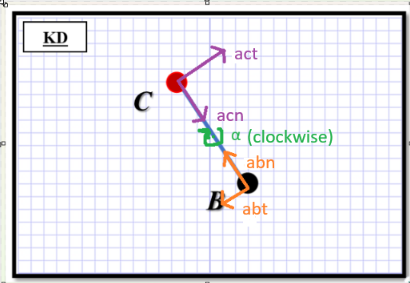 KD
act
C
acn
α (clockwise)
abn
B
abt